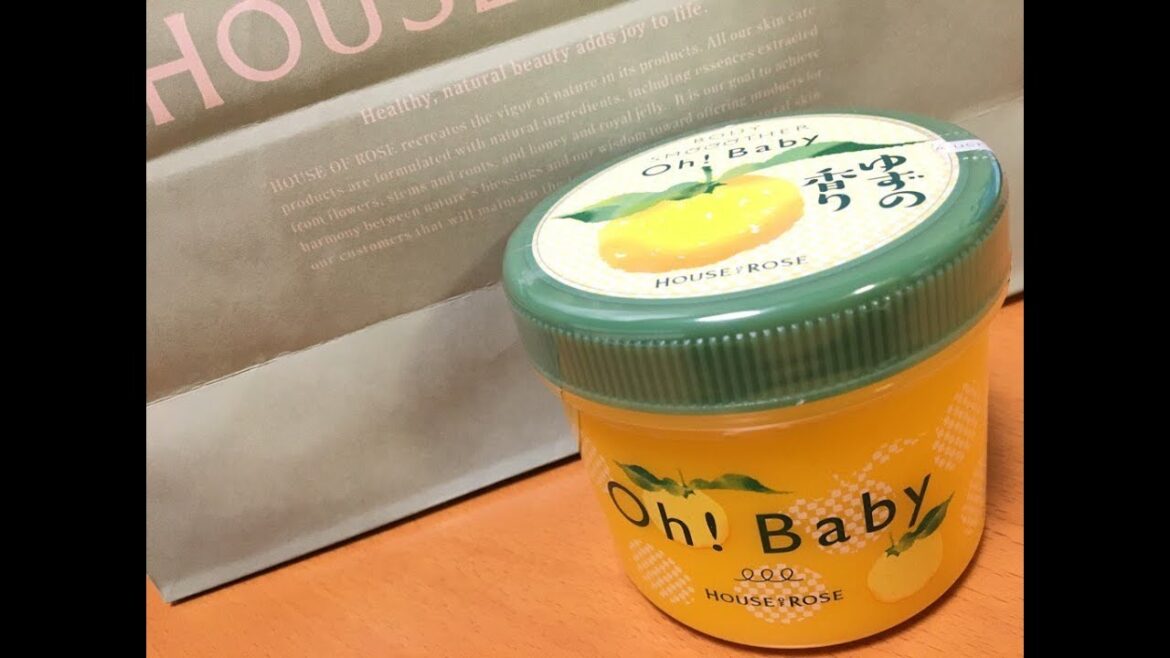 HOUSE
Healthy, natural beauty adds joy to life.
HOUSE OF ROSE recreates the vigor of nature in its products. All our skin care
products are formulated with natural ingredients, including essences extracted
from flowers, stems and roots, and honey and royal jelly. It is our goal to achieve
harmony between nature's blessings and our wisdom toward offering products for
our customers that will maintain
skin
BODY
SMOOOTHER
Oh! Baby
ゆずの
香り
HOUSE OF ROSE
Oh! Baby
HOUSE OF ROSE